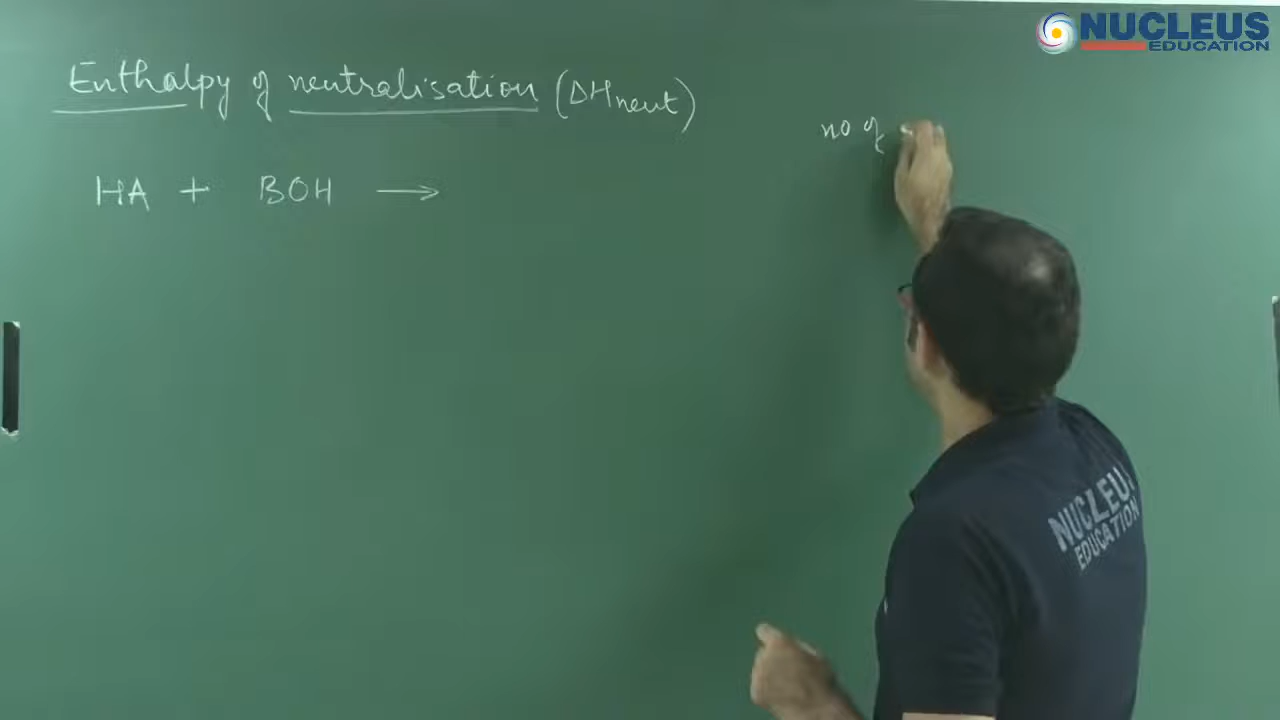 NUCLEUS
EDUCATION
Enthalpy of neutralisation (ΔHneut)
no of
HA + BOH →
NUCLEUS
EDUCATION